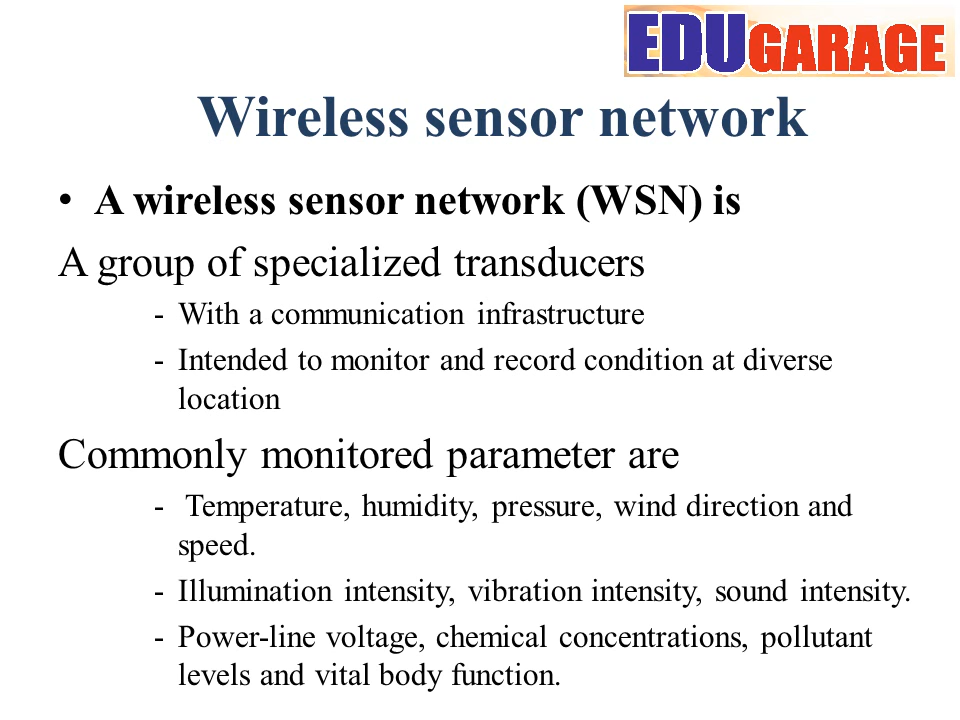 EDUGARAGE
Wireless sensor network
• A wireless sensor network (WSN) is
A group of specialized transducers
- With a communication infrastructure
- Intended to monitor and record condition at diverse
location
Commonly monitored parameter are
- Temperature, humidity, pressure, wind direction and
speed.
- Illumination intensity, vibration intensity, sound intensity.
- Power-line voltage, chemical concentrations, pollutant
levels and vital body function.